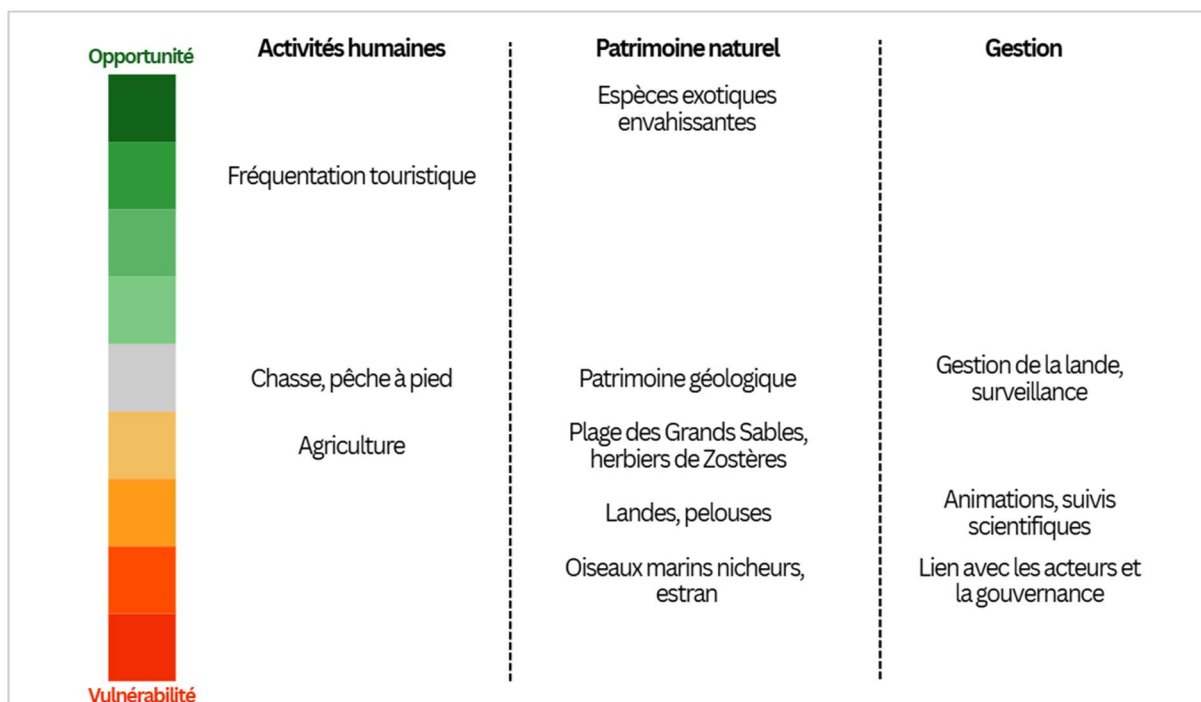 Opportunité
Activités humaines
Patrimoine naturel
Gestion
Espèces exotiques
envahissantes
Fréquentation touristique
Chasse, pêche à pied
Patrimoine géologique
Gestion de la lande,
surveillance
Agriculture
Plage des Grands Sables,
herbiers de Zostères
Landes, pelouses
Animations, suivis
scientifiques
Oiseaux marins nicheurs,
estran
Lien avec les acteurs et
la gouvernance
Vulnérabilité